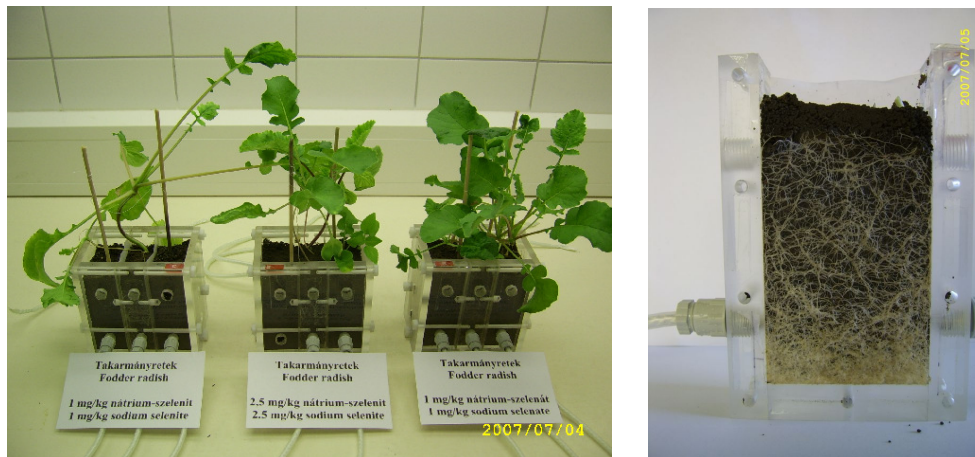 Takarmányretek
Fodder radish
1 mg/kg nátrium-szelenit
1 mg/kg sodium selenite
Takarmányretek
Fodder radish
2,5 mg/kg nátrium-szelenit
2.5 mg/kg sodium selenite
Takarmányretek
Fodder radish
1 mg/kg nátrium-szelenát
1 mg/kg sodium selenate
2007/07/04
2007/07/05